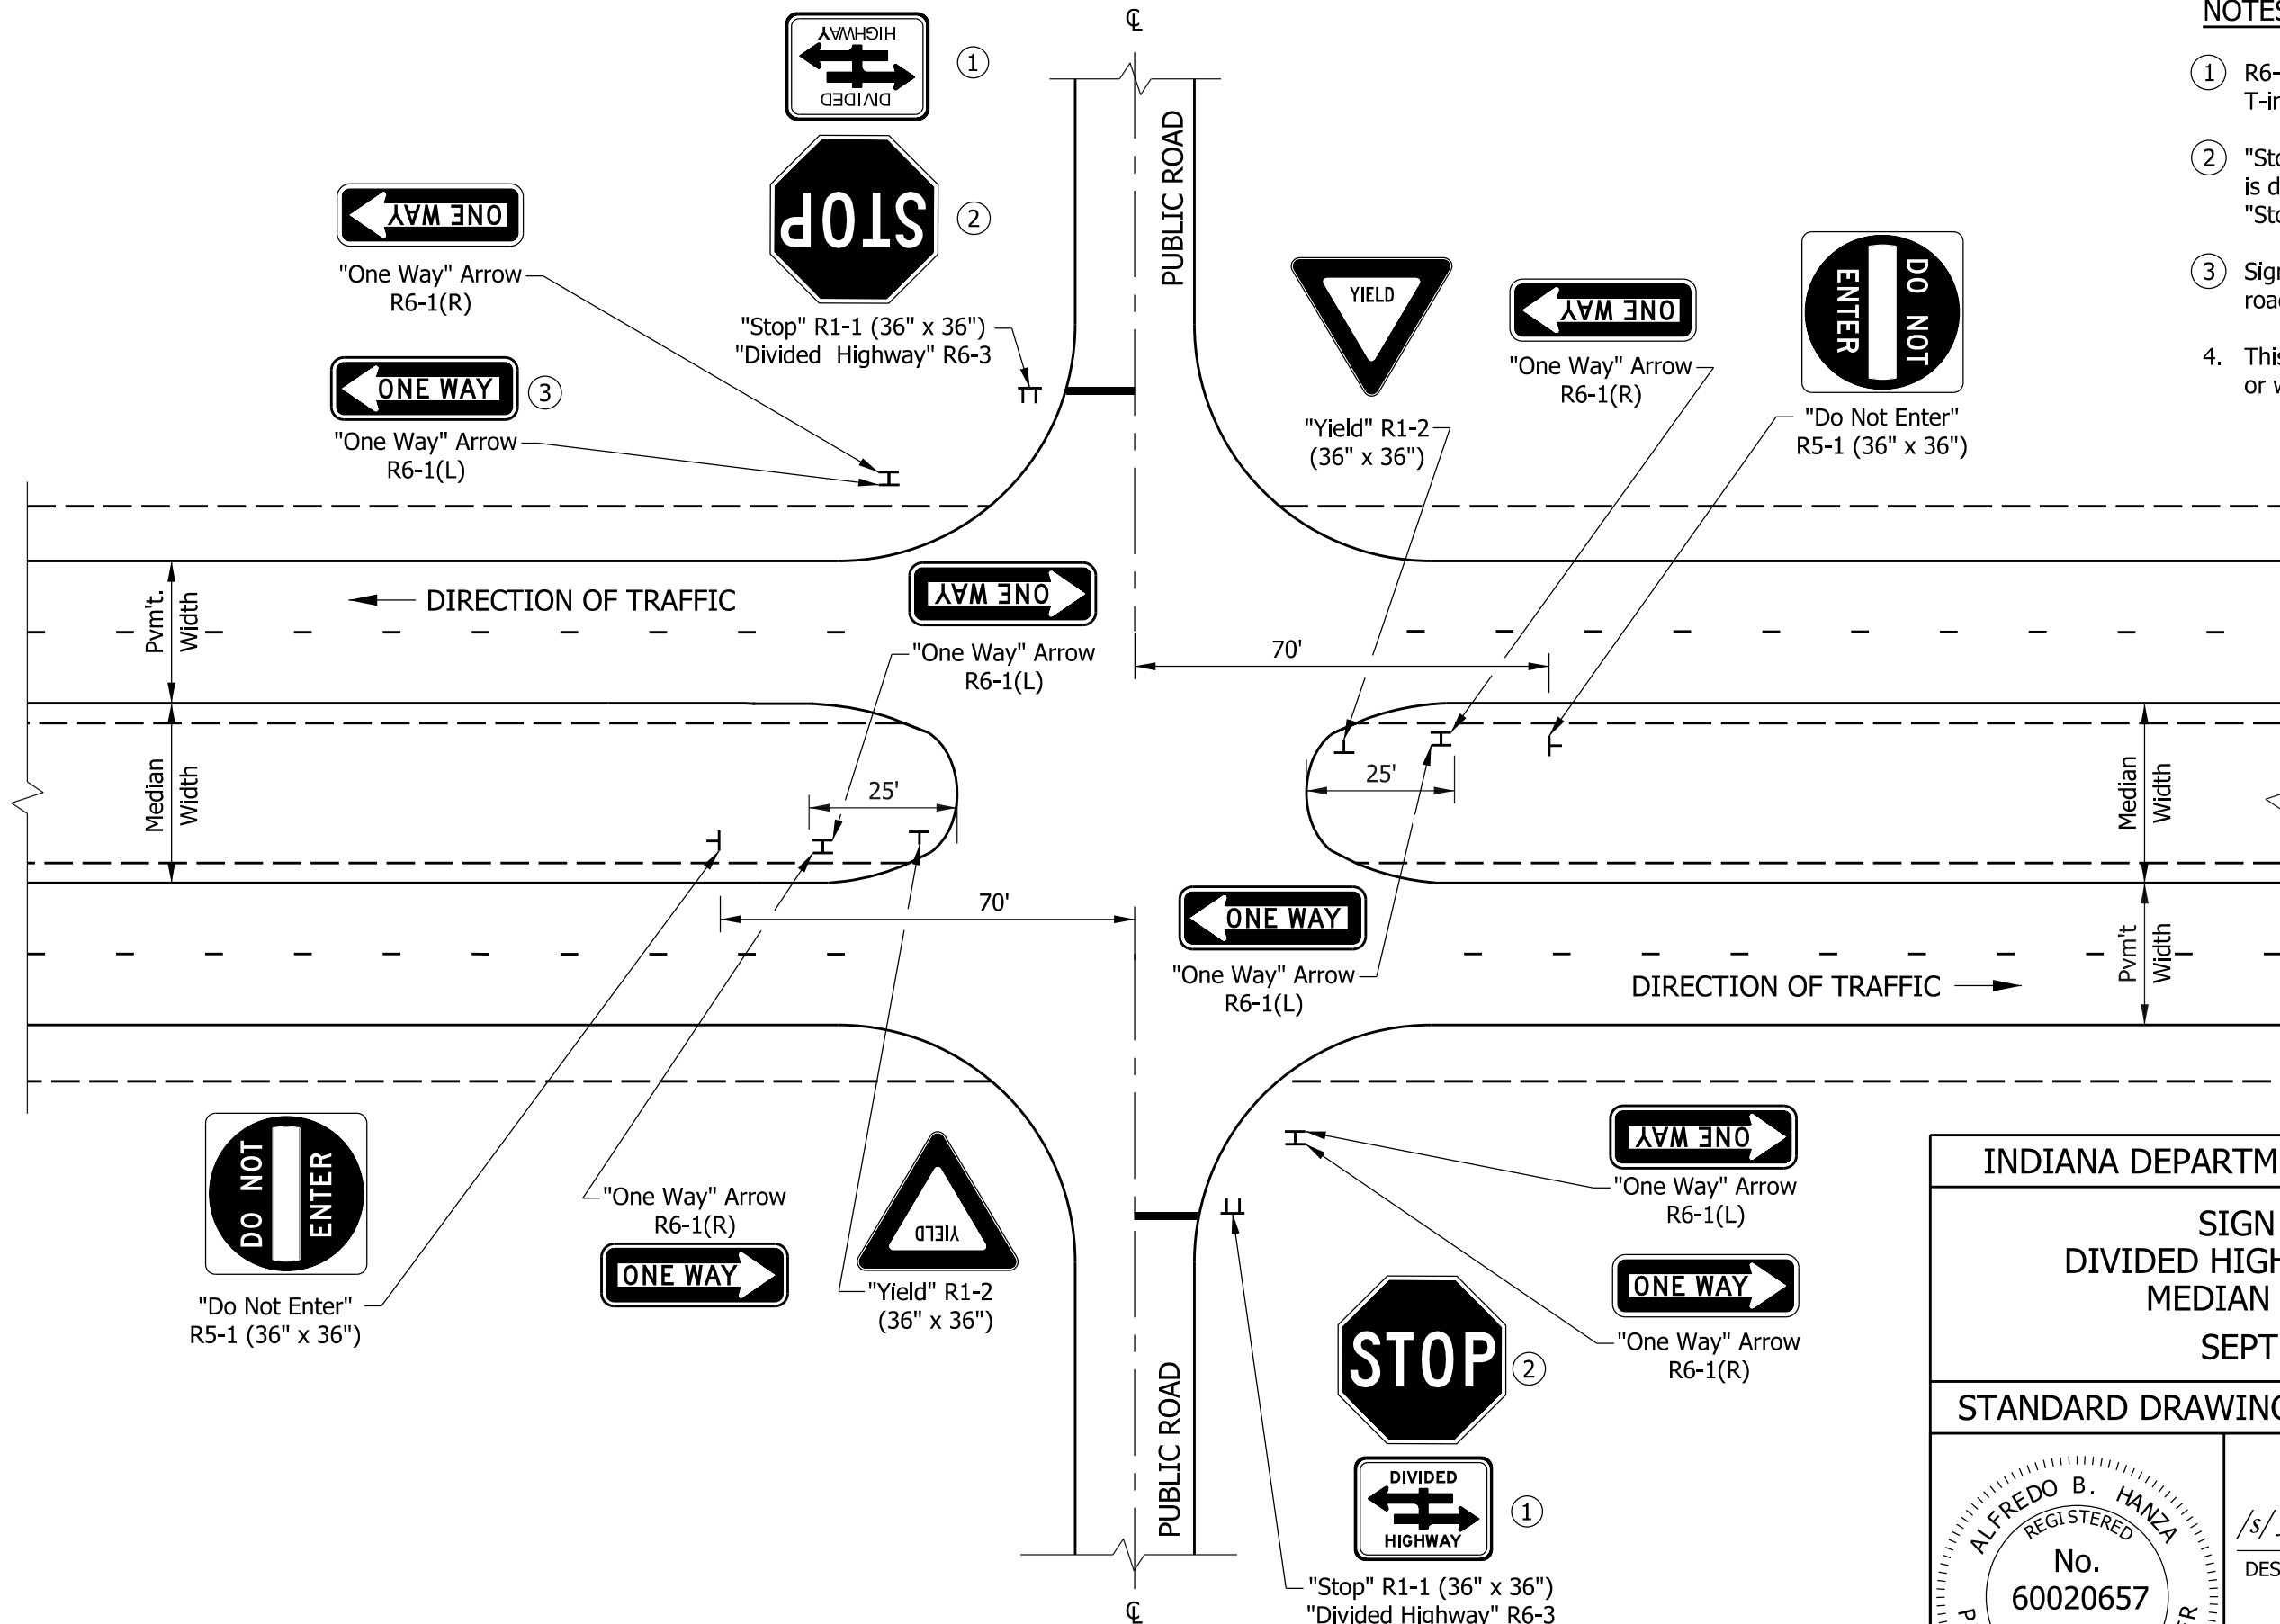 ℄
HIGHWAY
DIVIDED
1
STOP
2
"Stop" R1-1 (36" x 36")
"Divided Highway" R6-3
PUBLIC ROAD
ONE WAY
"One Way" Arrow
R6-1(R)
ONE WAY
3
"One Way" Arrow
R6-1(L)
YIELD
"Yield" R1-2
(36" x 36")
ONE WAY
"One Way" Arrow
R6-1(R)
DO NOT
ENTER
"Do Not Enter"
R5-1 (36" x 36")
NOTES
1 R6-
2
is d
3
4.
or
Pvm't.
Width
DIRECTION OF TRAFFIC
ONE WAY
"One Way" Arrow
R6-1(L)
70'
Median
Width
25'
25'
Median
Width
70'
ONE WAY
"One Way" Arrow
R6-1(L)
DIRECTION OF TRAFFIC
Pvm't
Width
DO NOT
ENTER
"Do Not Enter"
R5-1 (36" x 36")
"One Way" Arrow
R6-1(R)
ONE WAY
YIELD
"Yield" R1-2
(36" x 36")
ONE WAY
"One Way" Arrow
R6-1(L)
ONE WAY
"One Way" Arrow
R6-1(R)
STOP
2
DIVIDED
HIGHWAY
1
"Stop" R1-1 (36" x 36")
"Divided Highway" R6-3
PUBLIC ROAD
℄
INDIANA DEPARTM
SIGN
DIVIDED HIGH
MEDIAN
SEPT
STANDARD DRAWING
ALFREDO B. HANZA
REGISTERED
No.
60020657
/s/
DES